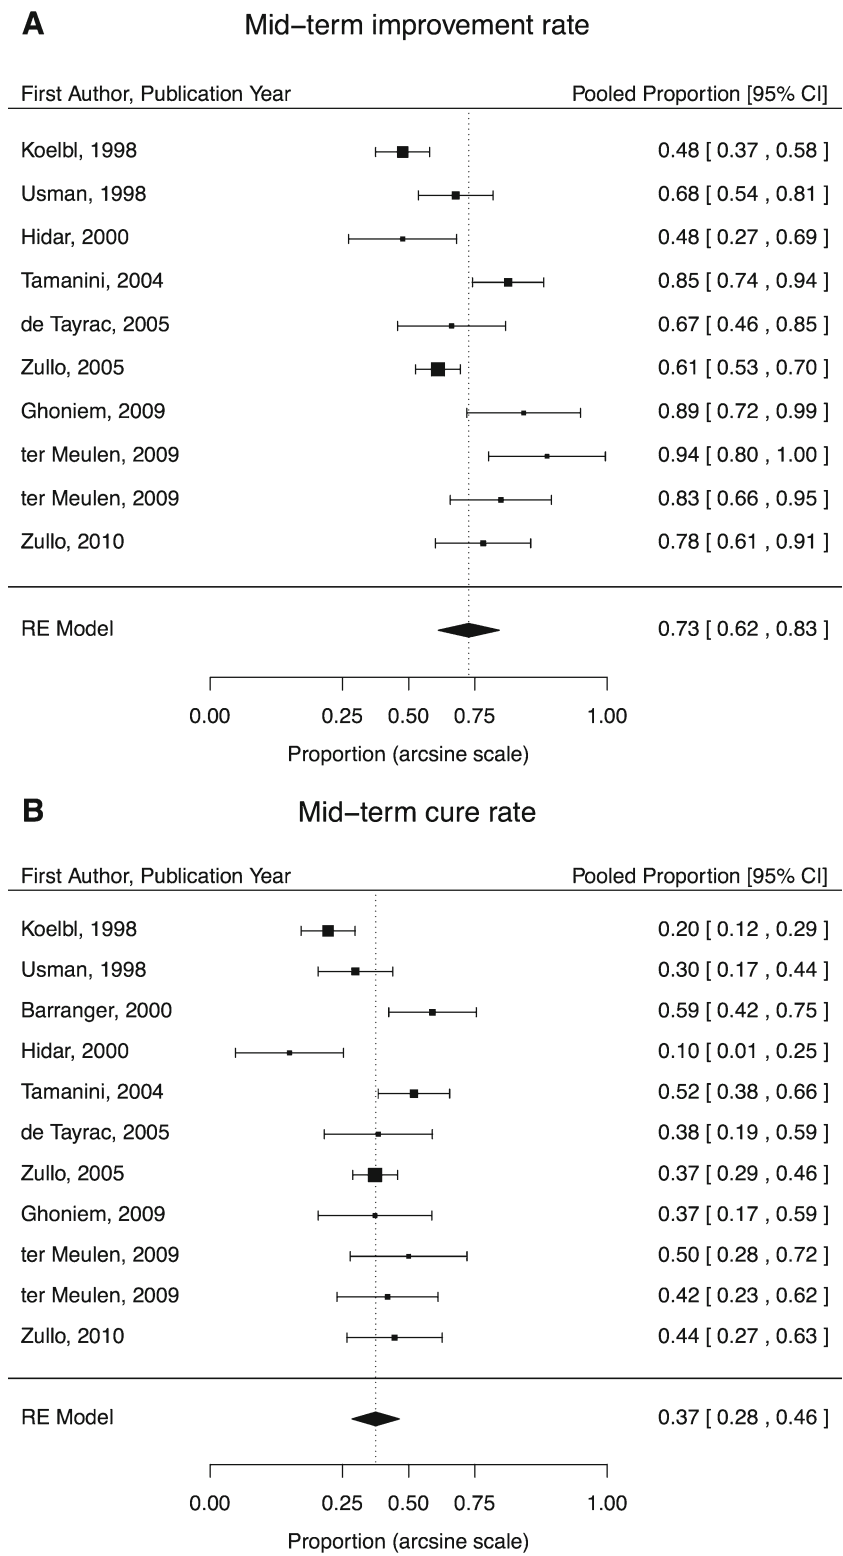 A
Mid−term improvement rate
First Author, Publication Year Pooled Proportion [95% CI]
Koelbl, 1998 0.48 [ 0.37 , 0.58 ]
Usman, 1998 0.68 [ 0.54 , 0.81 ]
Hidar, 2000 0.48 [ 0.27 , 0.69 ]
Tamanini, 2004 0.85 [ 0.74 , 0.94 ]
de Tayrac, 2005 0.67 [ 0.46 , 0.85 ]
Zullo, 2005 0.61 [ 0.53 , 0.70 ]
Ghoniem, 2009 0.89 [ 0.72 , 0.99 ]
ter Meulen, 2009 0.94 [ 0.80 , 1.00 ]
ter Meulen, 2009 0.83 [ 0.66 , 0.95 ]
Zullo, 2010 0.78 [ 0.61 , 0.91 ]
RE Model 0.73 [ 0.62 , 0.83 ]
0.00 0.25 0.50 0.75 1.00
Proportion (arcsine scale)
B
Mid−term cure rate
First Author, Publication Year Pooled Proportion [95% CI]
Koelbl, 1998 0.20 [ 0.12 , 0.29 ]
Usman, 1998 0.30 [ 0.17 , 0.44 ]
Barranger, 2000 0.59 [ 0.42 , 0.75 ]
Hidar, 2000 0.10 [ 0.01 , 0.25 ]
Tamanini, 2004 0.52 [ 0.38 , 0.66 ]
de Tayrac, 2005 0.38 [ 0.19 , 0.59 ]
Zullo, 2005 0.37 [ 0.29 , 0.46 ]
Ghoniem, 2009 0.37 [ 0.17 , 0.59 ]
ter Meulen, 2009 0.50 [ 0.28 , 0.72 ]
ter Meulen, 2009 0.42 [ 0.23 , 0.62 ]
Zullo, 2010 0.44 [ 0.27 , 0.63 ]
RE Model 0.37 [ 0.28 , 0.46 ]
0.00 0.25 0.50 0.75 1.00
Proportion (arcsine scale)